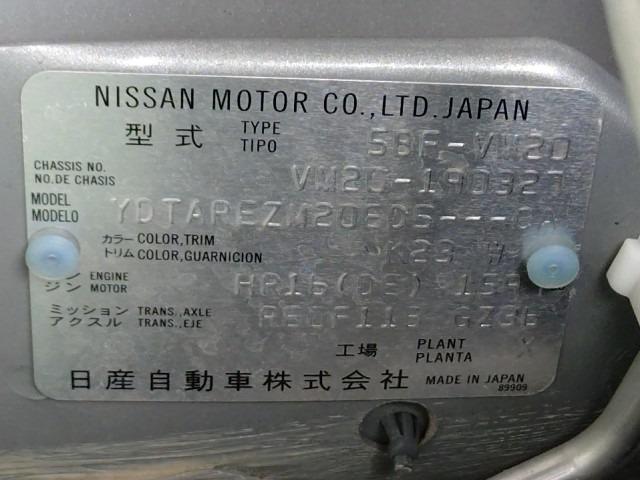 NISSAN MOTOR CO.,LTD.JAPAN
型式 TYPE TIPO 5BF-VM20
CHASSIS NO. NO.DE CHASIS VM20-190327
MODEL MODELO
カラー COLOR,TRIM
トリム COLOR,GUARNICION K23
ENGINE
ジン MOTOR HR16(DE)
ミッション TRANS.,AXLE
アクスル TRANS.,EJE RE0F11B GZ36
工場 PLANT PLANTA X
日産自動車株式会社 MADE IN JAPAN
89909